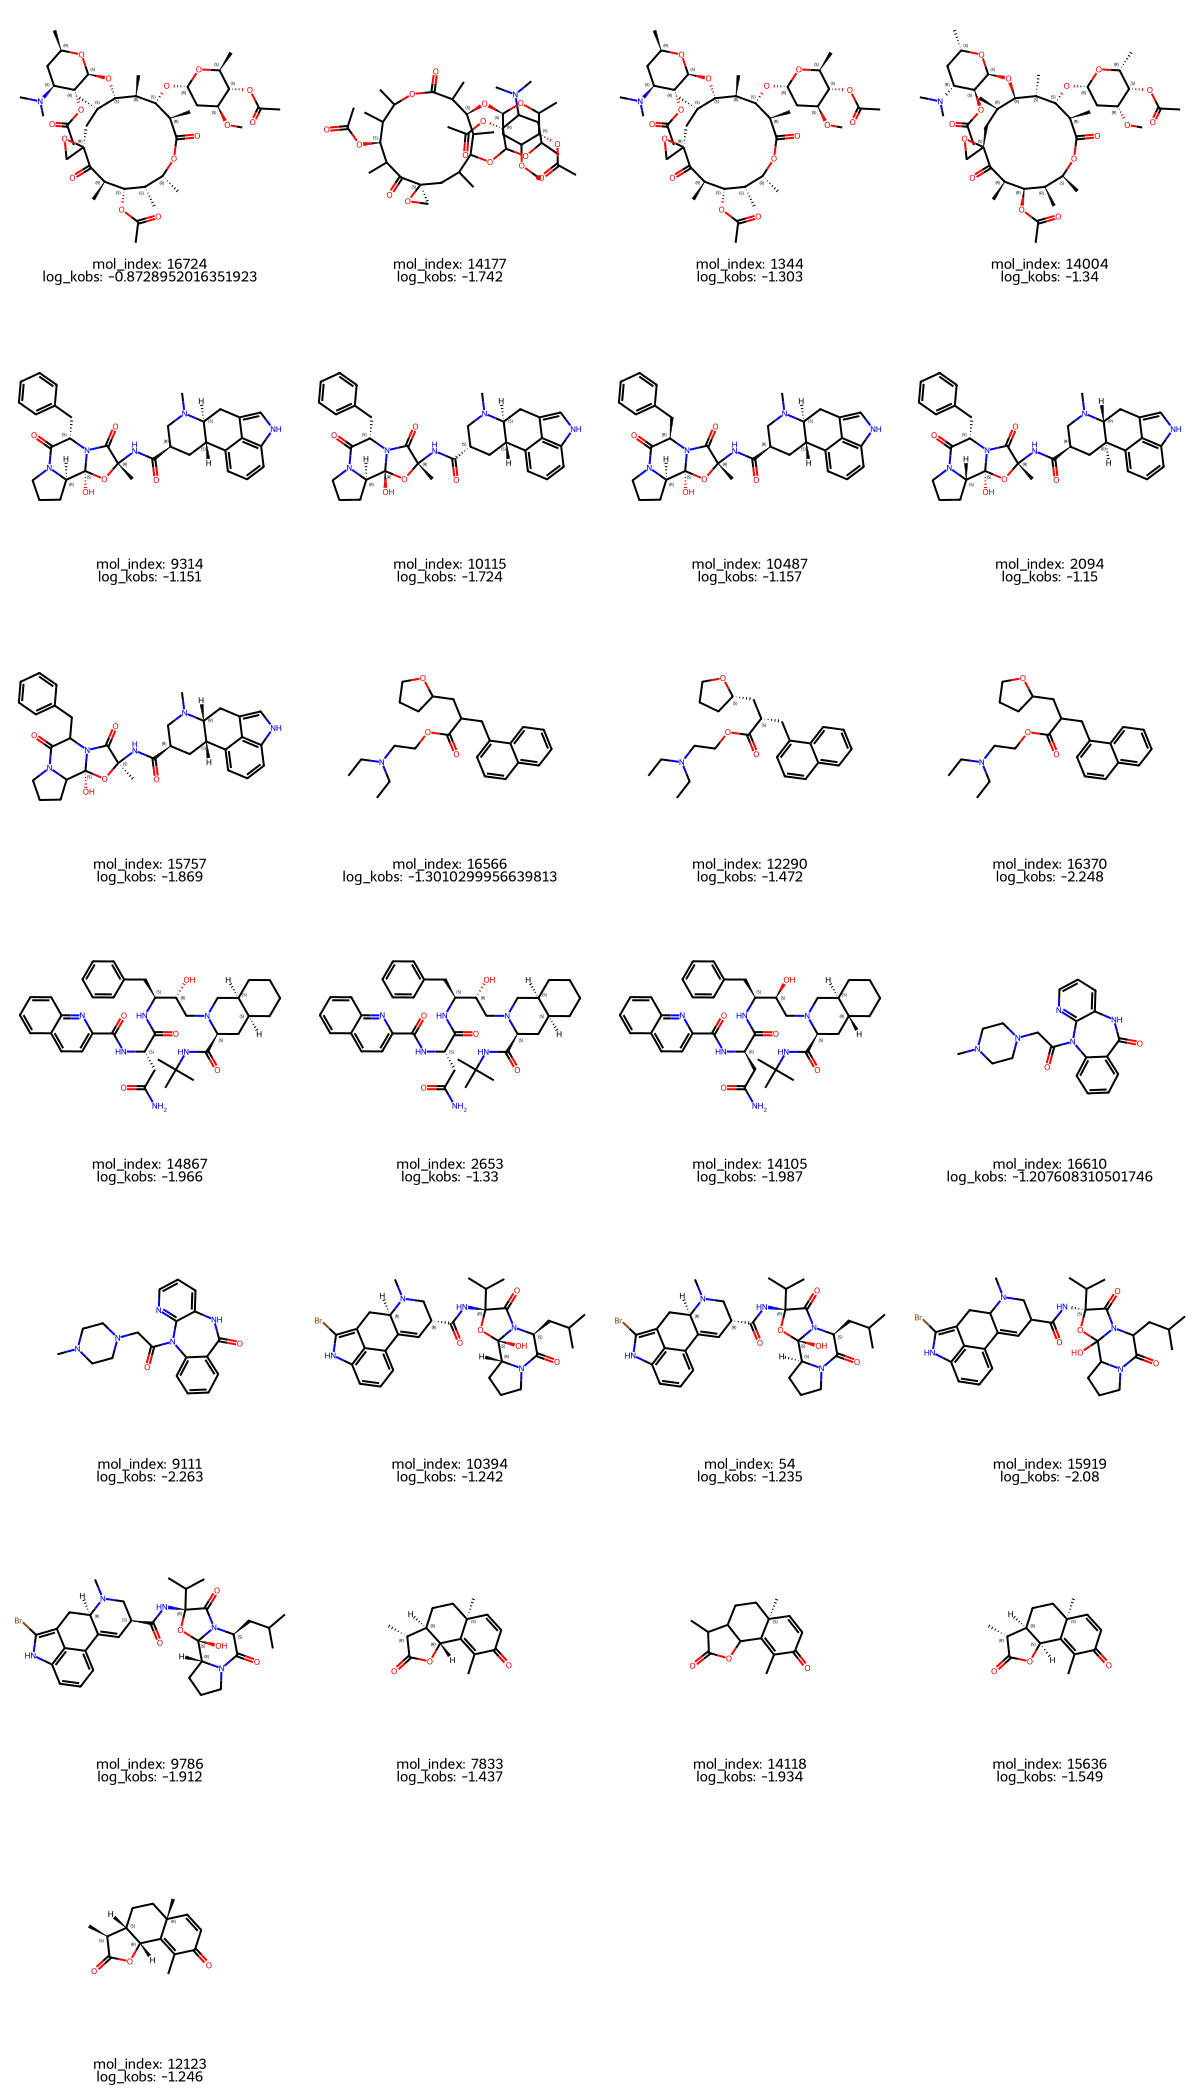 mol_index: 16724
log_kobs: -0.8728952016351923
mol_index: 14177
log_kobs: -1.742
mol_index: 1344
log_kobs: -1.303
mol_index: 14004
log_kobs: -1.34
mol_index: 9314
log_kobs: -1.151
mol_index: 10115
log_kobs: -1.724
mol_index: 10487
log_kobs: -1.157
mol_index: 2094
log_kobs: -1.15
mol_index: 15757
log_kobs: -1.869
mol_index: 16566
log_kobs: -1.3010299956639813
mol_index: 12290
log_kobs: -1.472
mol_index: 16370
log_kobs: -2.248
mol_index: 14867
log_kobs: -1.966
mol_index: 2653
log_kobs: -1.33
mol_index: 14105
log_kobs: -1.987
mol_index: 16610
log_kobs: -1.207608310501746
mol_index: 9111
log_kobs: -2.263
mol_index: 10394
log_kobs: -1.242
mol_index: 54
log_kobs: -1.235
mol_index: 15919
log_kobs: -2.08
mol_index: 9786
log_kobs: -1.912
mol_index: 7833
log_kobs: -1.437
mol_index: 14118
log_kobs: -1.934
mol_index: 15636
log_kobs: -1.549
mol_index: 12123
log_kobs: -1.246